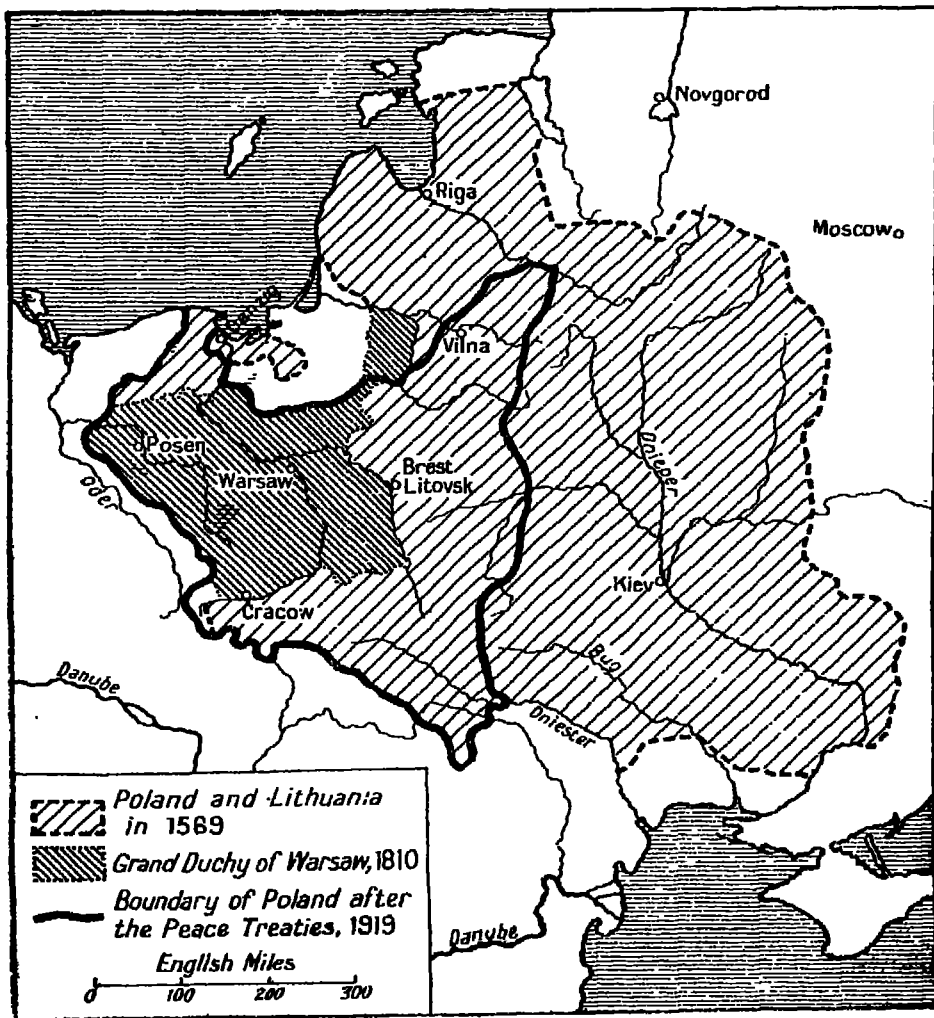 Novgorod
Riga
Moscow
Danzig
Vilna
Posen
Warsaw
Brest
Litovsk
Oder
Dnieper
Kiev
Cracow
Bug
Danube
Dniester
Poland and Lithuania
in 1569
Grand Duchy of Warsaw, 1810
Boundary of Poland after
the Peace Treaties, 1919
English Miles
0 100 200 300
Danube